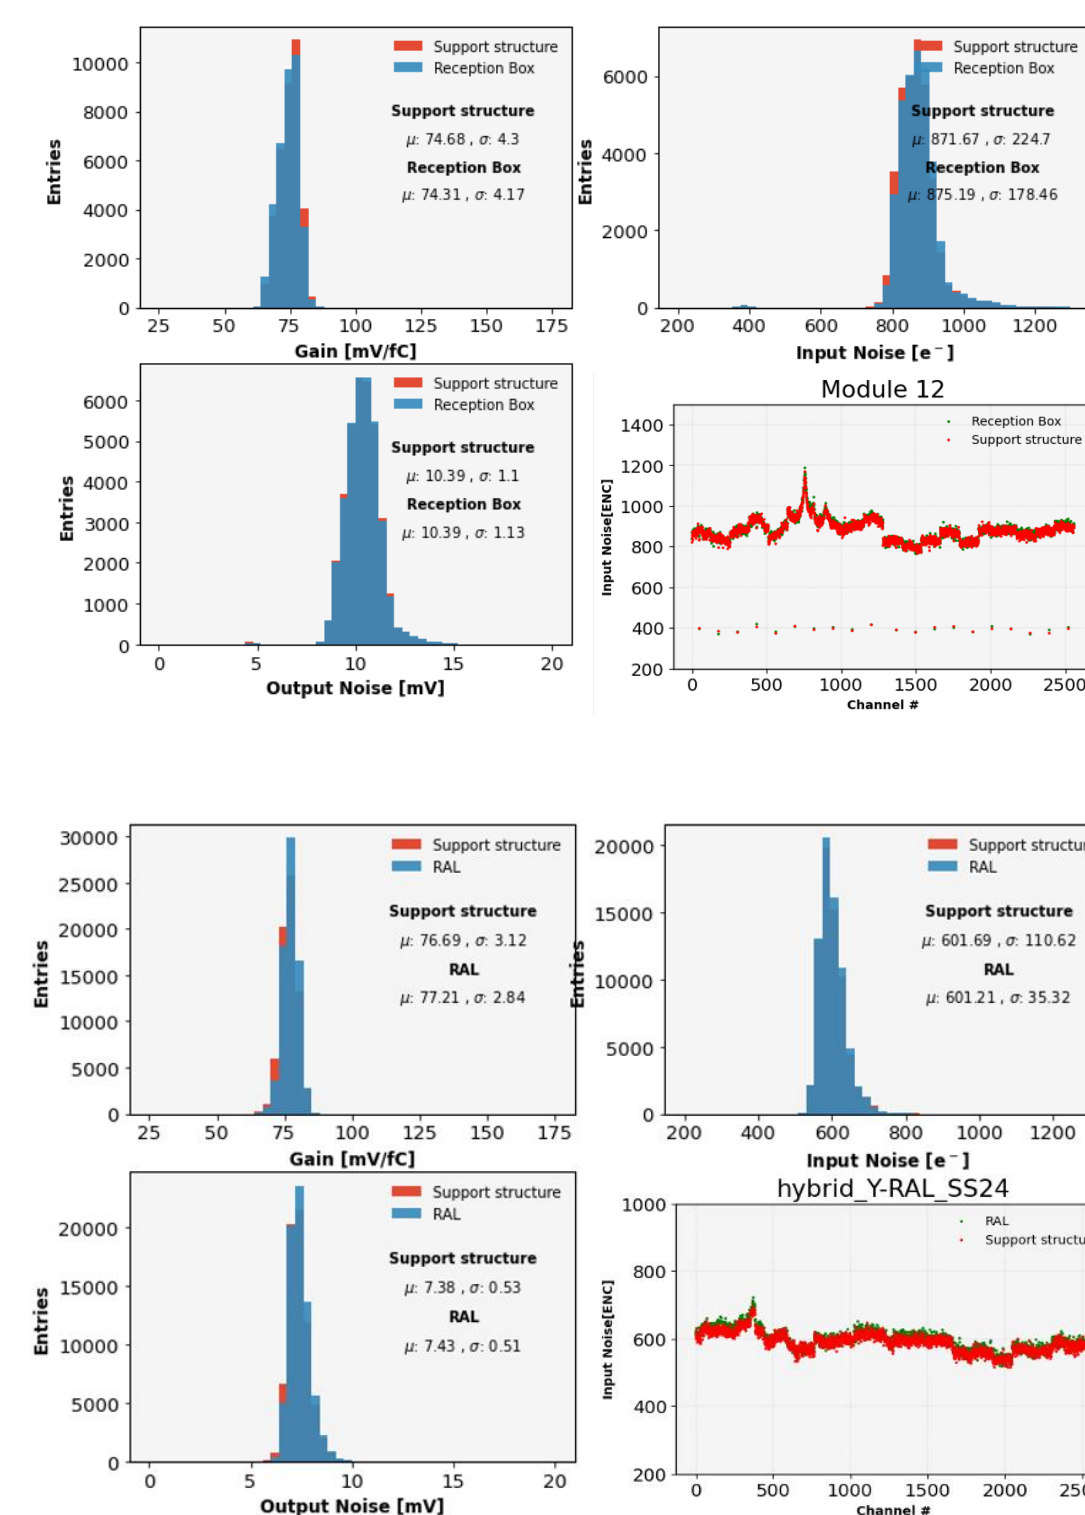 Support structure
Reception Box
Support structure
μ: 74.68 , σ: 4.3
Reception Box
μ: 74.31 , σ: 4.17
Entries
10000
8000
6000
4000
2000
0
25 50 75 100 125 150 175
Gain [mV/fC]
Support structure
Reception Box
Support structure
μ: 871.67 , σ: 224.7
Reception Box
μ: 875.19 , σ: 178.46
Entries
6000
4000
2000
0
200 400 600 800 1000 1200
Input Noise [e⁻]
Support structure
Reception Box
Support structure
μ: 10.39 , σ: 1.1
Reception Box
μ: 10.39 , σ: 1.13
Entries
6000
5000
4000
3000
2000
1000
0
0 5 10 15 20
Output Noise [mV]
Module 12
Reception Box
Support structure
Input Noise[ENC]
1400
1200
1000
800
600
400
200
0 500 1000 1500 2000 2500
Channel #
Support structure
RAL
Support structure
μ: 76.69 , σ: 3.12
RAL
μ: 77.21 , σ: 2.84
Entries
30000
25000
20000
15000
10000
5000
0
25 50 75 100 125 150 175
Gain [mV/fC]
Support structu
RAL
Support structure
μ: 601.69 , σ: 110.62
RAL
μ: 601.21 , σ: 35.32
Entries
20000
15000
10000
5000
0
200 400 600 800 1000 1200
Input Noise [e⁻]
Support structure
RAL
Support structure
μ: 7.38 , σ: 0.53
RAL
μ: 7.43 , σ: 0.51
Entries
20000
15000
10000
5000
0
0 5 10 15 20
Output Noise [mV]
hybrid_Y-RAL_SS24
RAL
Support structu
Input Noise[ENC]
1000
800
600
400
200
0 500 1000 1500 2000 250
Channel #